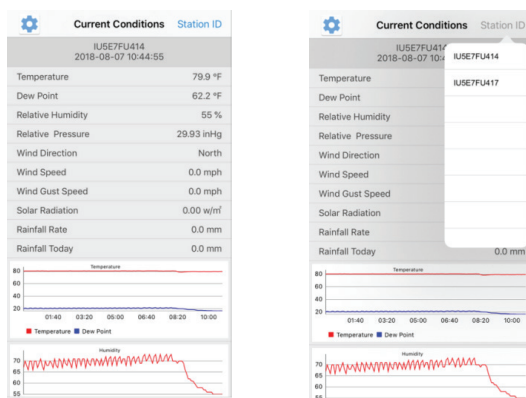 Current Conditions Station ID
IU5E7FU414
2018-08-07 10:44:55
Temperature 79.9 °F
Dew Point 62.2 °F
Relative Humidity 55 %
Relative Pressure 29.93 inHg
Wind Direction North
Wind Speed 0.0 mph
Wind Gust Speed 0.0 mph
Solar Radiation 0.00 w/㎡
Rainfall Rate 0.0 mm
Rainfall Today 0.0 mm
Temperature
80
60
40
20
01:40 03:20 05:00 06:40 08:20 10:00
Temperature Dew Point
Humidity
70
65
60
55
Current Conditions Station ID
IU5E7FU414
2018-08-07 10:4
IU5E7FU414
IU5E7FU417
Temperature
Dew Point
Relative Humidity
Relative Pressure
Wind Direction
Wind Speed
Wind Gust Speed
Solar Radiation
Rainfall Rate
Rainfall Today 0.0 mm
Temperature
80
60
40
20
01:40 03:20 05:00 06:40 08:20 10:00
Temperature Dew Point
Humidity
70
65
60